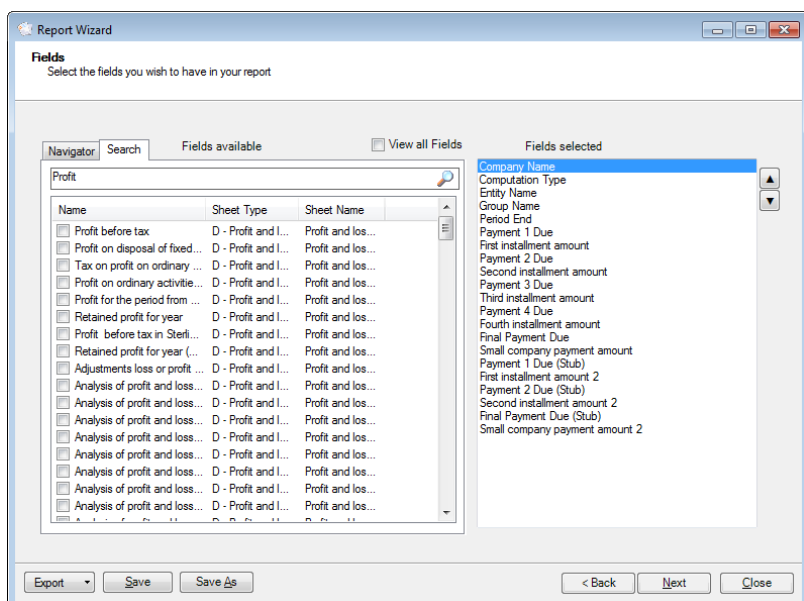 Report Wizard
Fields
Select the fields you wish to have in your report
Navigator Search Fields available View all Fields Fields selected
Profit
Name Sheet Type Sheet Name
Profit before tax D - Profit and l... Profit and los...
Profit on disposal of fixed... D - Profit and l... Profit and los...
Tax on profit on ordinary ... D - Profit and l... Profit and los...
Profit on ordinary activitie... D - Profit and l... Profit and los...
Profit for the period from ... D - Profit and l... Profit and los...
Retained profit for year D - Profit and l... Profit and los...
Profit before tax in Sterli... D - Profit and l... Profit and los...
Retained profit for year (... D - Profit and l... Profit and los...
Adjustments loss or profit ... D - Profit and l... Profit and los...
Analysis of profit and loss... D - Profit and l... Profit and los...
Analysis of profit and loss... D - Profit and l... Profit and los...
Analysis of profit and loss... D - Profit and l... Profit and los...
Analysis of profit and loss... D - Profit and l... Profit and los...
Analysis of profit and loss... D - Profit and l... Profit and los...
Analysis of profit and loss... D - Profit and l... Profit and los...
Analysis of profit and loss... D - Profit and l... Profit and los...
Analysis of profit and loss... D - Profit and l... Profit and los...
Company Name
Computation Type
Entity Name
Group Name
Period End
Payment 1 Due
First installment amount
Payment 2 Due
Second installment amount
Payment 3 Due
Third installment amount
Payment 4 Due
Fourth installment amount
Final Payment Due
Small company payment amount
Payment 1 Due (Stub)
First installment amount 2
Payment 2 Due (Stub)
Second installment amount 2
Final Payment Due (Stub)
Small company payment amount 2
Export Save Save As < Back Next Close